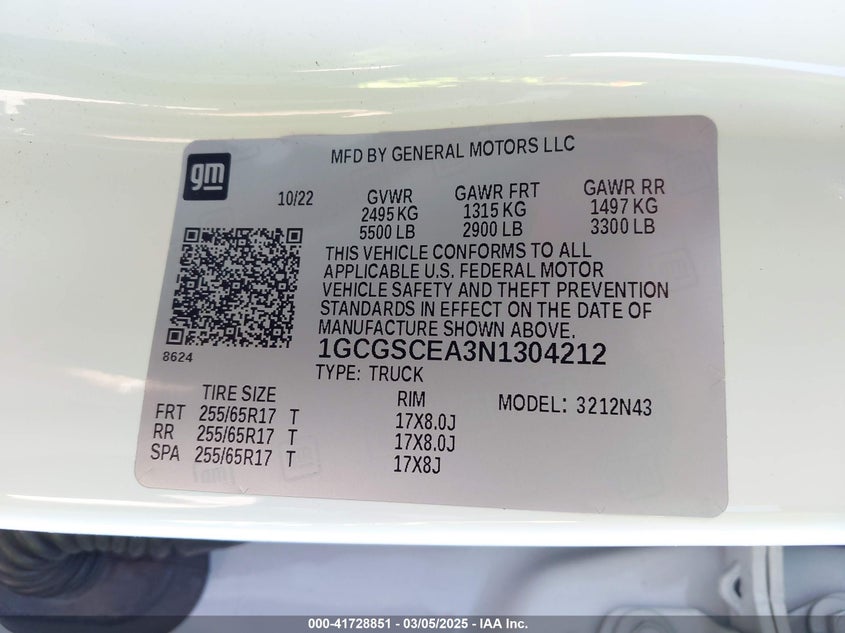 gm
MFD BY GENERAL MOTORS LLC
10/22
GVWR
2495 KG
5500 LB
GAWR FRT
1315 KG
2900 LB
GAWR RR
1497 KG
3300 LB
THIS VEHICLE CONFORMS TO ALL
APPLICABLE U.S. FEDERAL MOTOR
VEHICLE SAFETY AND THEFT PREVENTION
STANDARDS IN EFFECT ON THE DATE OF
MANUFACTURE SHOWN ABOVE.
8624
1GCGSCEA3N1304212
TYPE: TRUCK
TIRE SIZE
RIM
MODEL: 3212N43
FRT 255/65R17 T 17X8.0J
RR 255/65R17 T 17X8.0J
SPA 255/65R17 T 17X8J
000-41728851 — 03/05/2025 — IAA Inc.